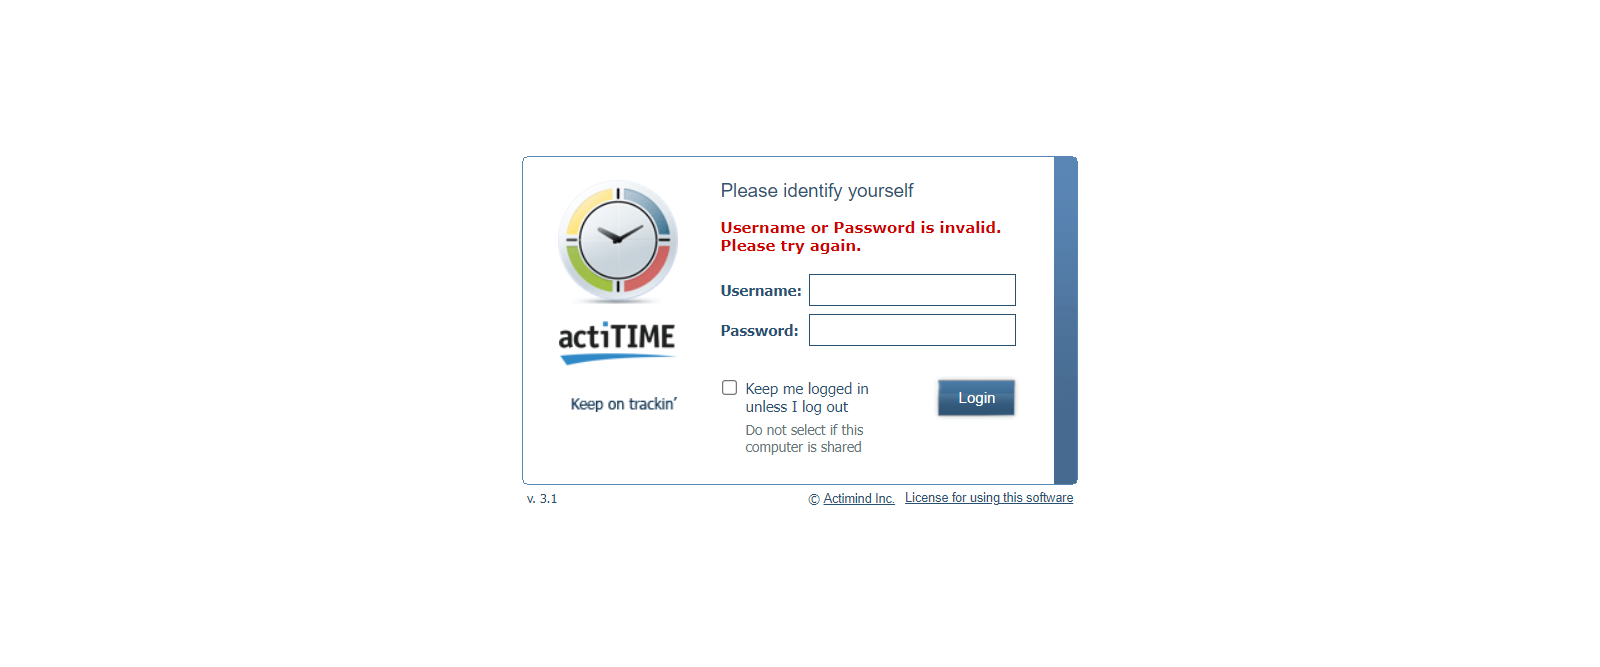 Please identify yourself
Username or Password is invalid.
Please try again.
Username:
Password:
actiTIME
Keep on trackin’
Keep me logged in
unless I log out
Do not select if this
computer is shared
Login
v. 3.1
© Actimind Inc. License for using this software